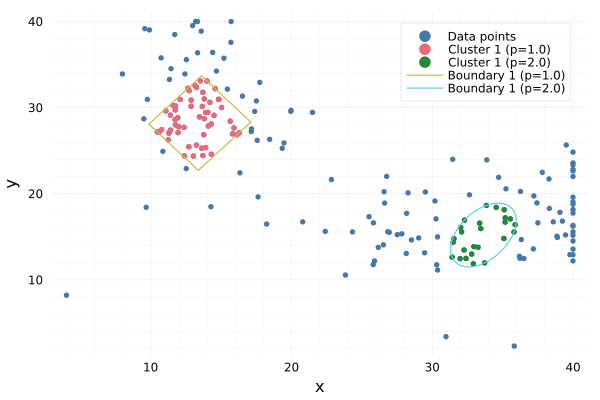 40
30
20
10
y
10
20
30
40
x
Data points
Cluster 1 (p=1.0)
Cluster 1 (p=2.0)
Boundary 1 (p=1.0)
Boundary 1 (p=2.0)